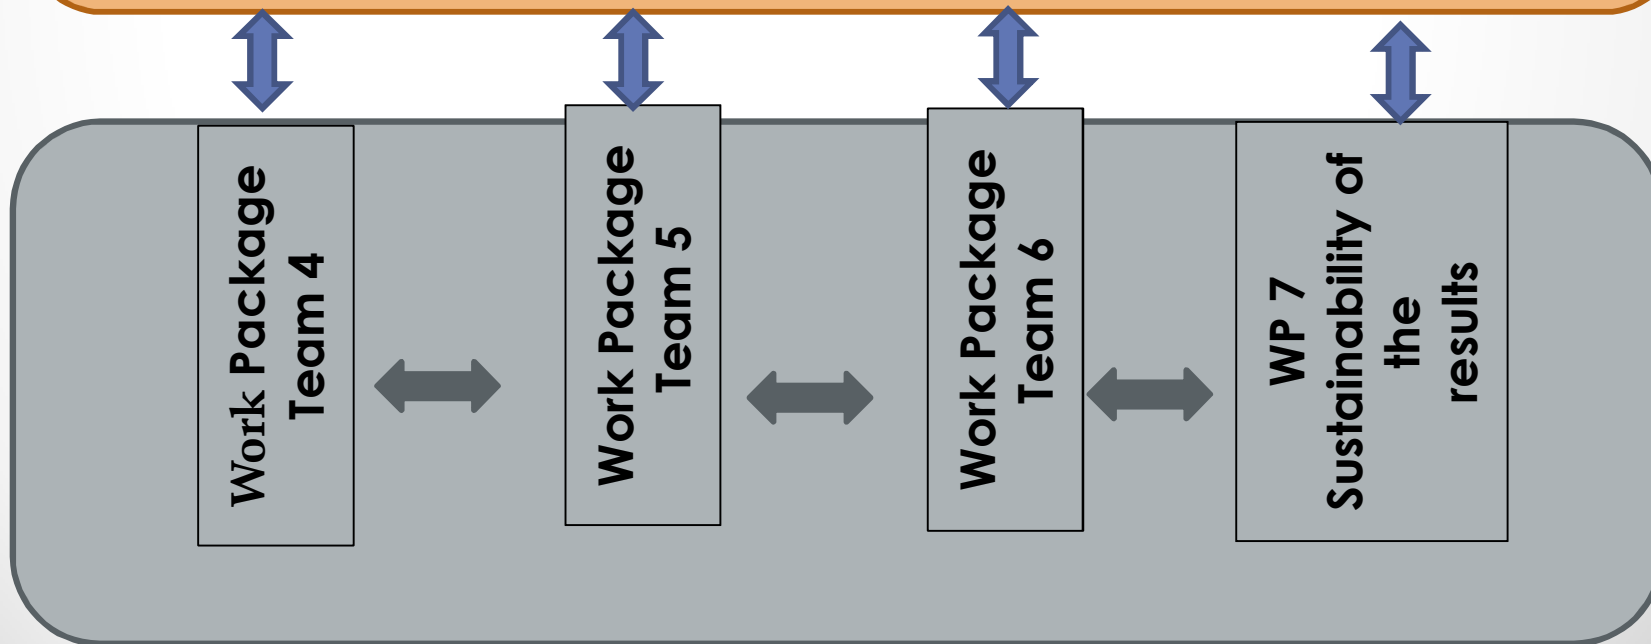 Work Package
Team 4
Work Package
Team 5
Work Package
Team 6
WP 7
Sustainability of
the
results